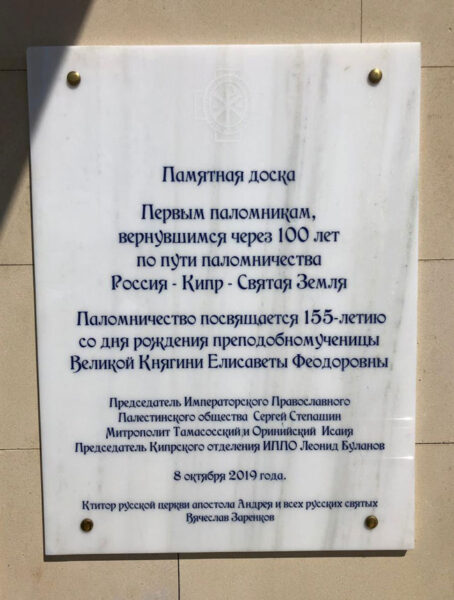 Памятная доска
Первым паломникам,
вернувшимся через 100 лет
по пути паломничества
Россия - Кипр - Святая Земля
Паломничество посвящается 155-летию
со дня рождения преподобномученицы
Великой Княгини Елисаветы Феодоровны
Председатель Императорского Православного
Палестинского общества Сергей Степашин
Митрополит Тамасосский и Оринийский Исаия
Председатель Кипрского отделения ИППО Леонид Буланов
8 октября 2019 года.
Ктитор русской церкви апостола Андрея и всех русских святых
Вячеслав Заренков